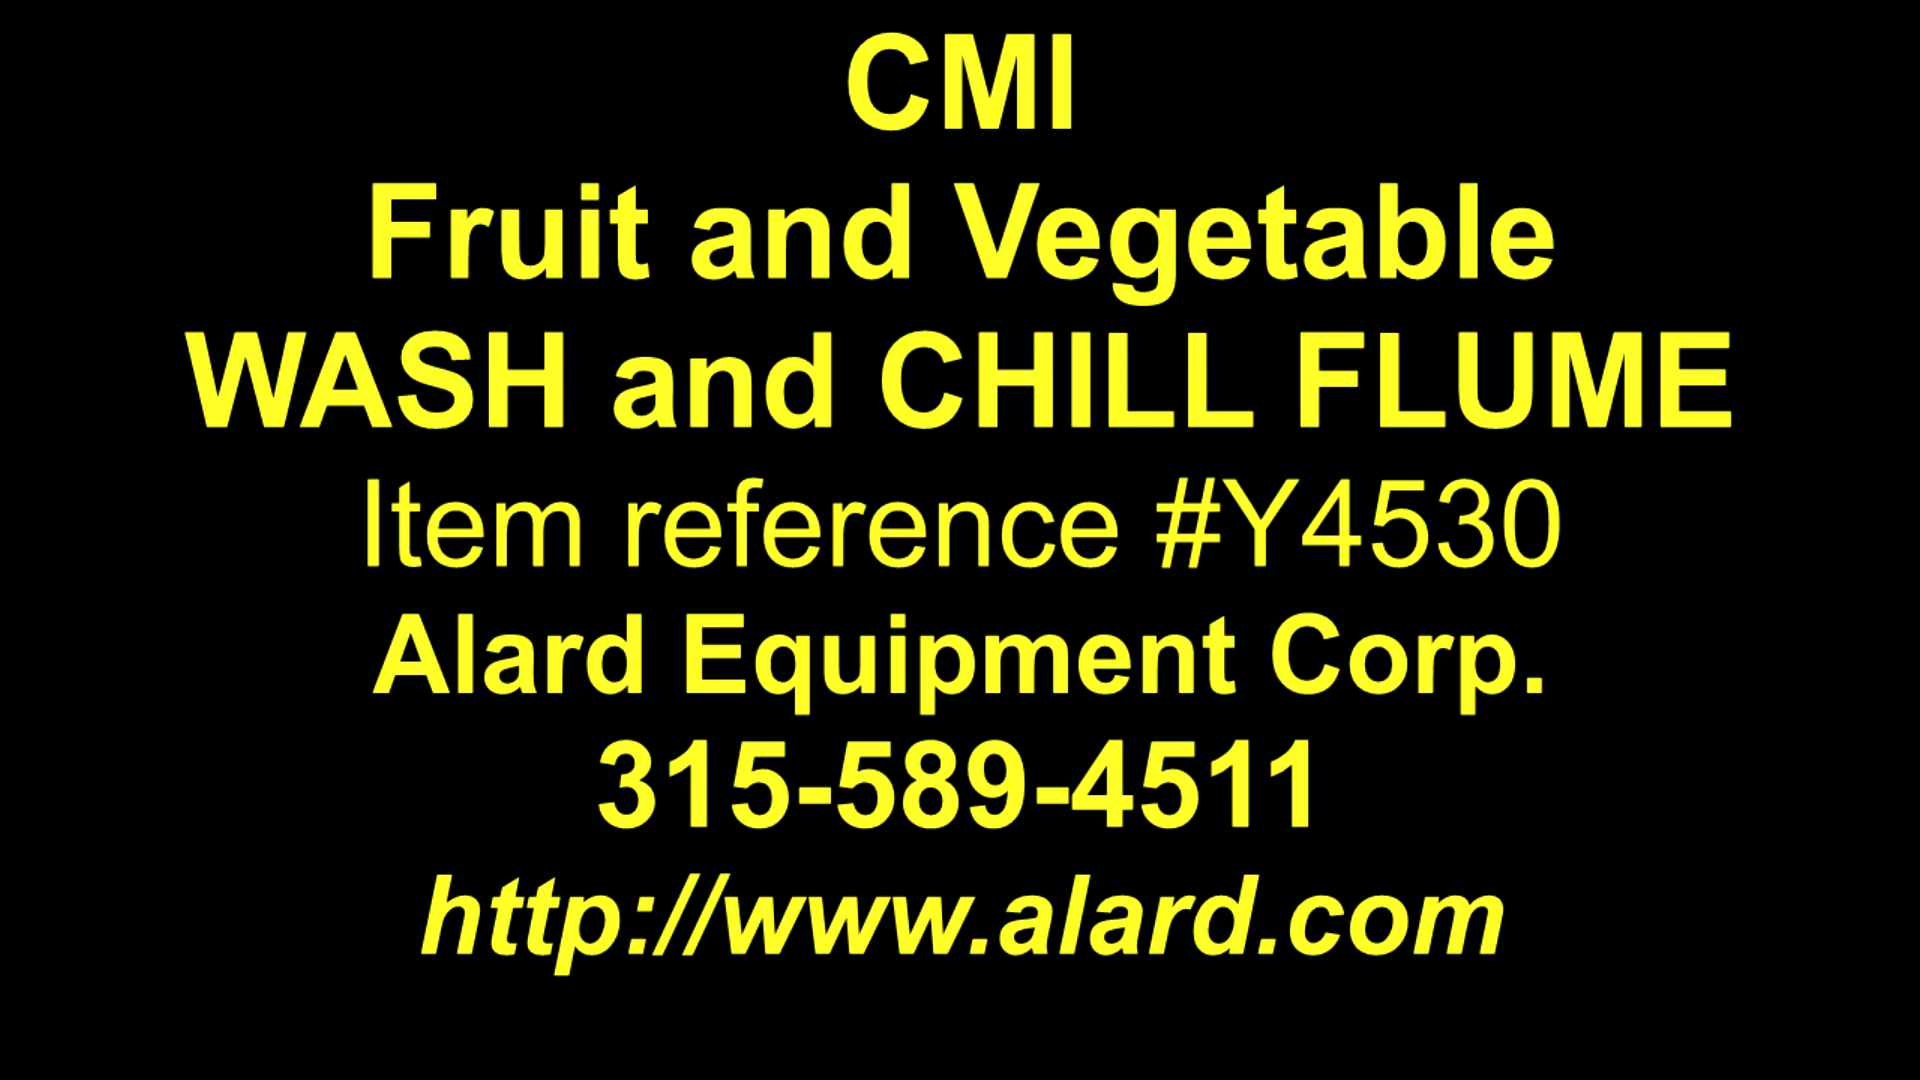 CMI
Fruit and Vegetable
WASH and CHILL FLUME
Item reference #Y4530
Alard Equipment Corp.
315-589-4511
http://www.alard.com